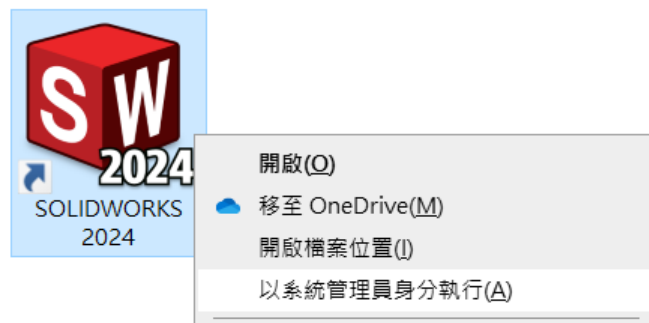 SW
2024
SOLIDWORKS
2024
開啟(O)
移至 OneDrive(M)
開啟檔案位置(I)
以系統管理員身分執行(A)